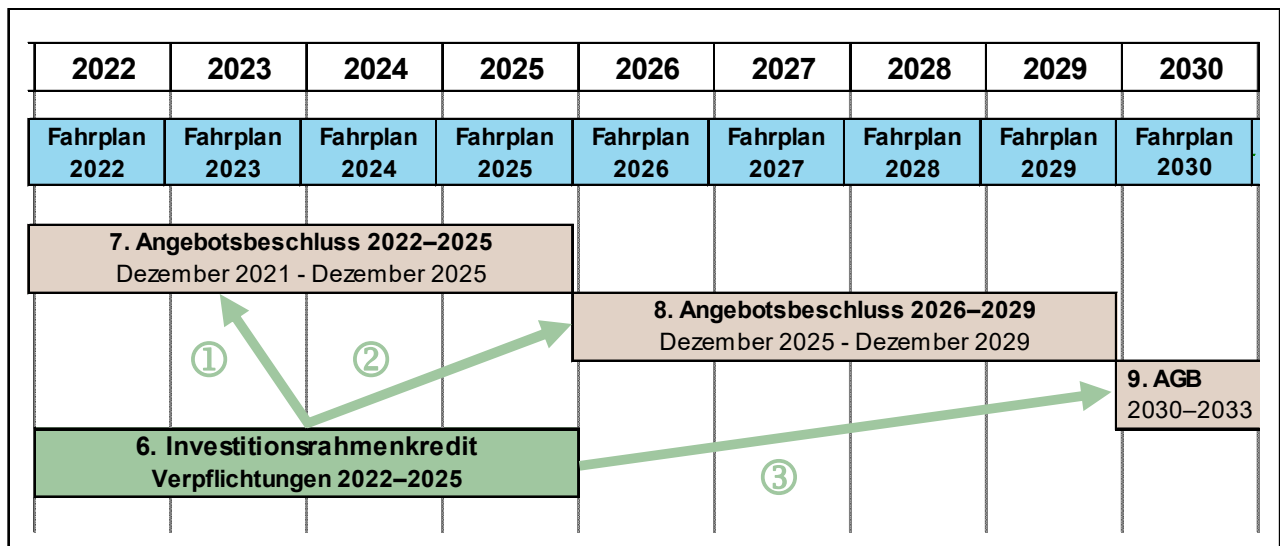 2022 2023 2024 2025 2026 2027 2028 2029 2030
Fahrplan Fahrplan Fahrplan Fahrplan Fahrplan Fahrplan Fahrplan Fahrplan Fahrplan
2022 2023 2024 2025 2026 2027 2028 2029 2030
7. Angebotsbeschluss 2022–2025
Dezember 2021 - Dezember 2025
8. Angebotsbeschluss 2026–2029
Dezember 2025 - Dezember 2029
① ②
9. AGB
2030–2033
6. Investitionsrahmenkredit
Verpflichtungen 2022–2025
③